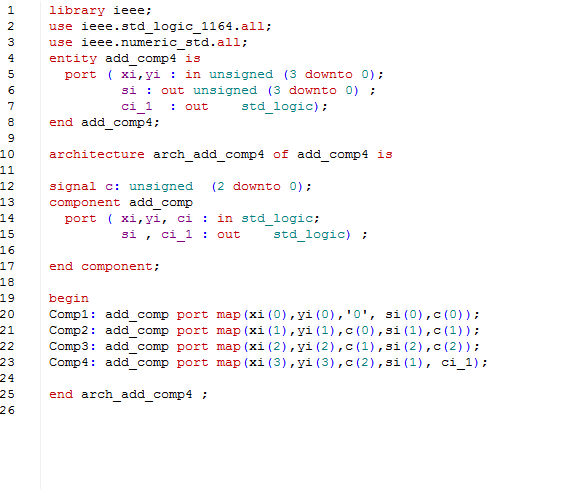 1 library ieee;
2 use ieee.std_logic_1164.all;
3 use ieee.numeric_std.all;
4 entity add_comp4 is
5 port ( xi,yi : in unsigned (3 downto 0);
6 si : out unsigned (3 downto 0) ;
7 ci_1 : out std_logic);
8 end add_comp4;
9
10 architecture arch_add_comp4 of add_comp4 is
11
12 signal c: unsigned (2 downto 0);
13 component add_comp
14 port ( xi,yi, ci : in std_logic;
15 si , ci_1 : out std_logic) ;
16
17 end component;
18
19 begin
20 Comp1: add_comp port map(xi(0),yi(0),'0', si(0),c(0));
21 Comp2: add_comp port map(xi(1),yi(1),c(0),si(1),c(1));
22 Comp3: add_comp port map(xi(2),yi(2),c(1),si(2),c(2));
23 Comp4: add_comp port map(xi(3),yi(3),c(2),si(1), ci_1);
24
25 end arch_add_comp4 ;
26